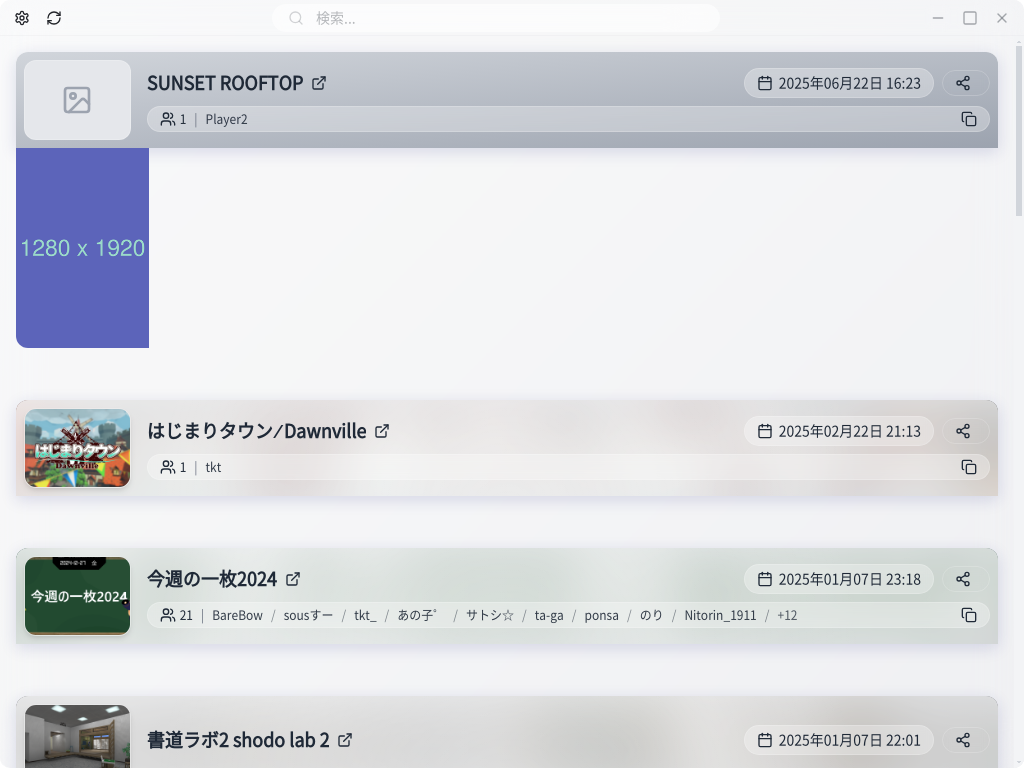 検索...
SUNSET ROOFTOP
2025年06月22日 16:23
1 | Player2
1280 x 1920
はじまりタウン
Dawnville
はじまりタウン/Dawnville
2025年02月22日 21:13
1 | tkt
今週の一枚2024
今週の一枚2024
2025年01月07日 23:18
21 | BareBow / sousすー / tkt_ / あの子゜ / サトシ☆ / ta-ga / ponsa / のり / Nitorin_1911 / +12
書道ラボ2 shodo lab 2
2025年01月07日 22:01